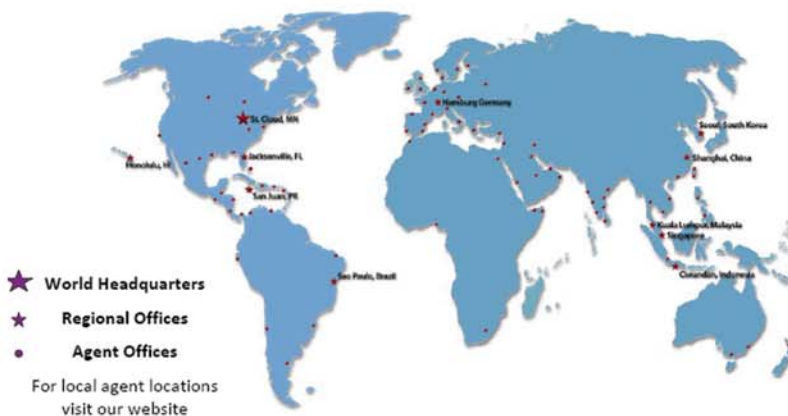 St. Cloud, MN
Hamburg Germany
Seoul, South Korea
Honolulu, HI
Jacksonville, FL
Shanghai, China
San Juan, PR
Kuala Lumpur, Malaysia
Singapore
Sao Paulo, Brazil
Indonesia
World Headquarters
Regional Offices
Agent Offices
For local agent locations
visit our website